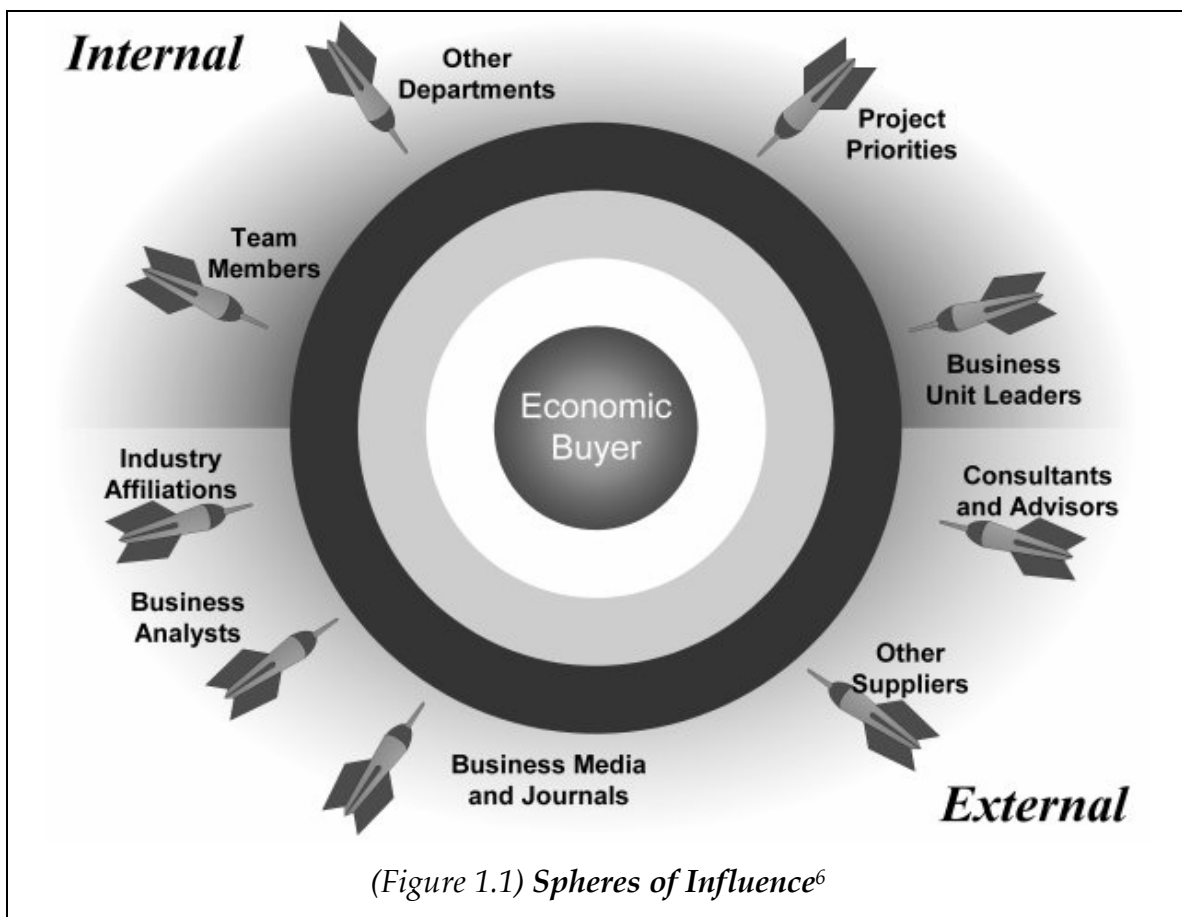 Internal
Other
Departments
Project
Priorities
Team
Members
Business
Unit Leaders
Economic
Buyer
Industry
Affiliations
Consultants
and Advisors
Business
Analysts
Other
Suppliers
Business Media
and Journals
External
(Figure 1.1) Spheres of Influence⁶